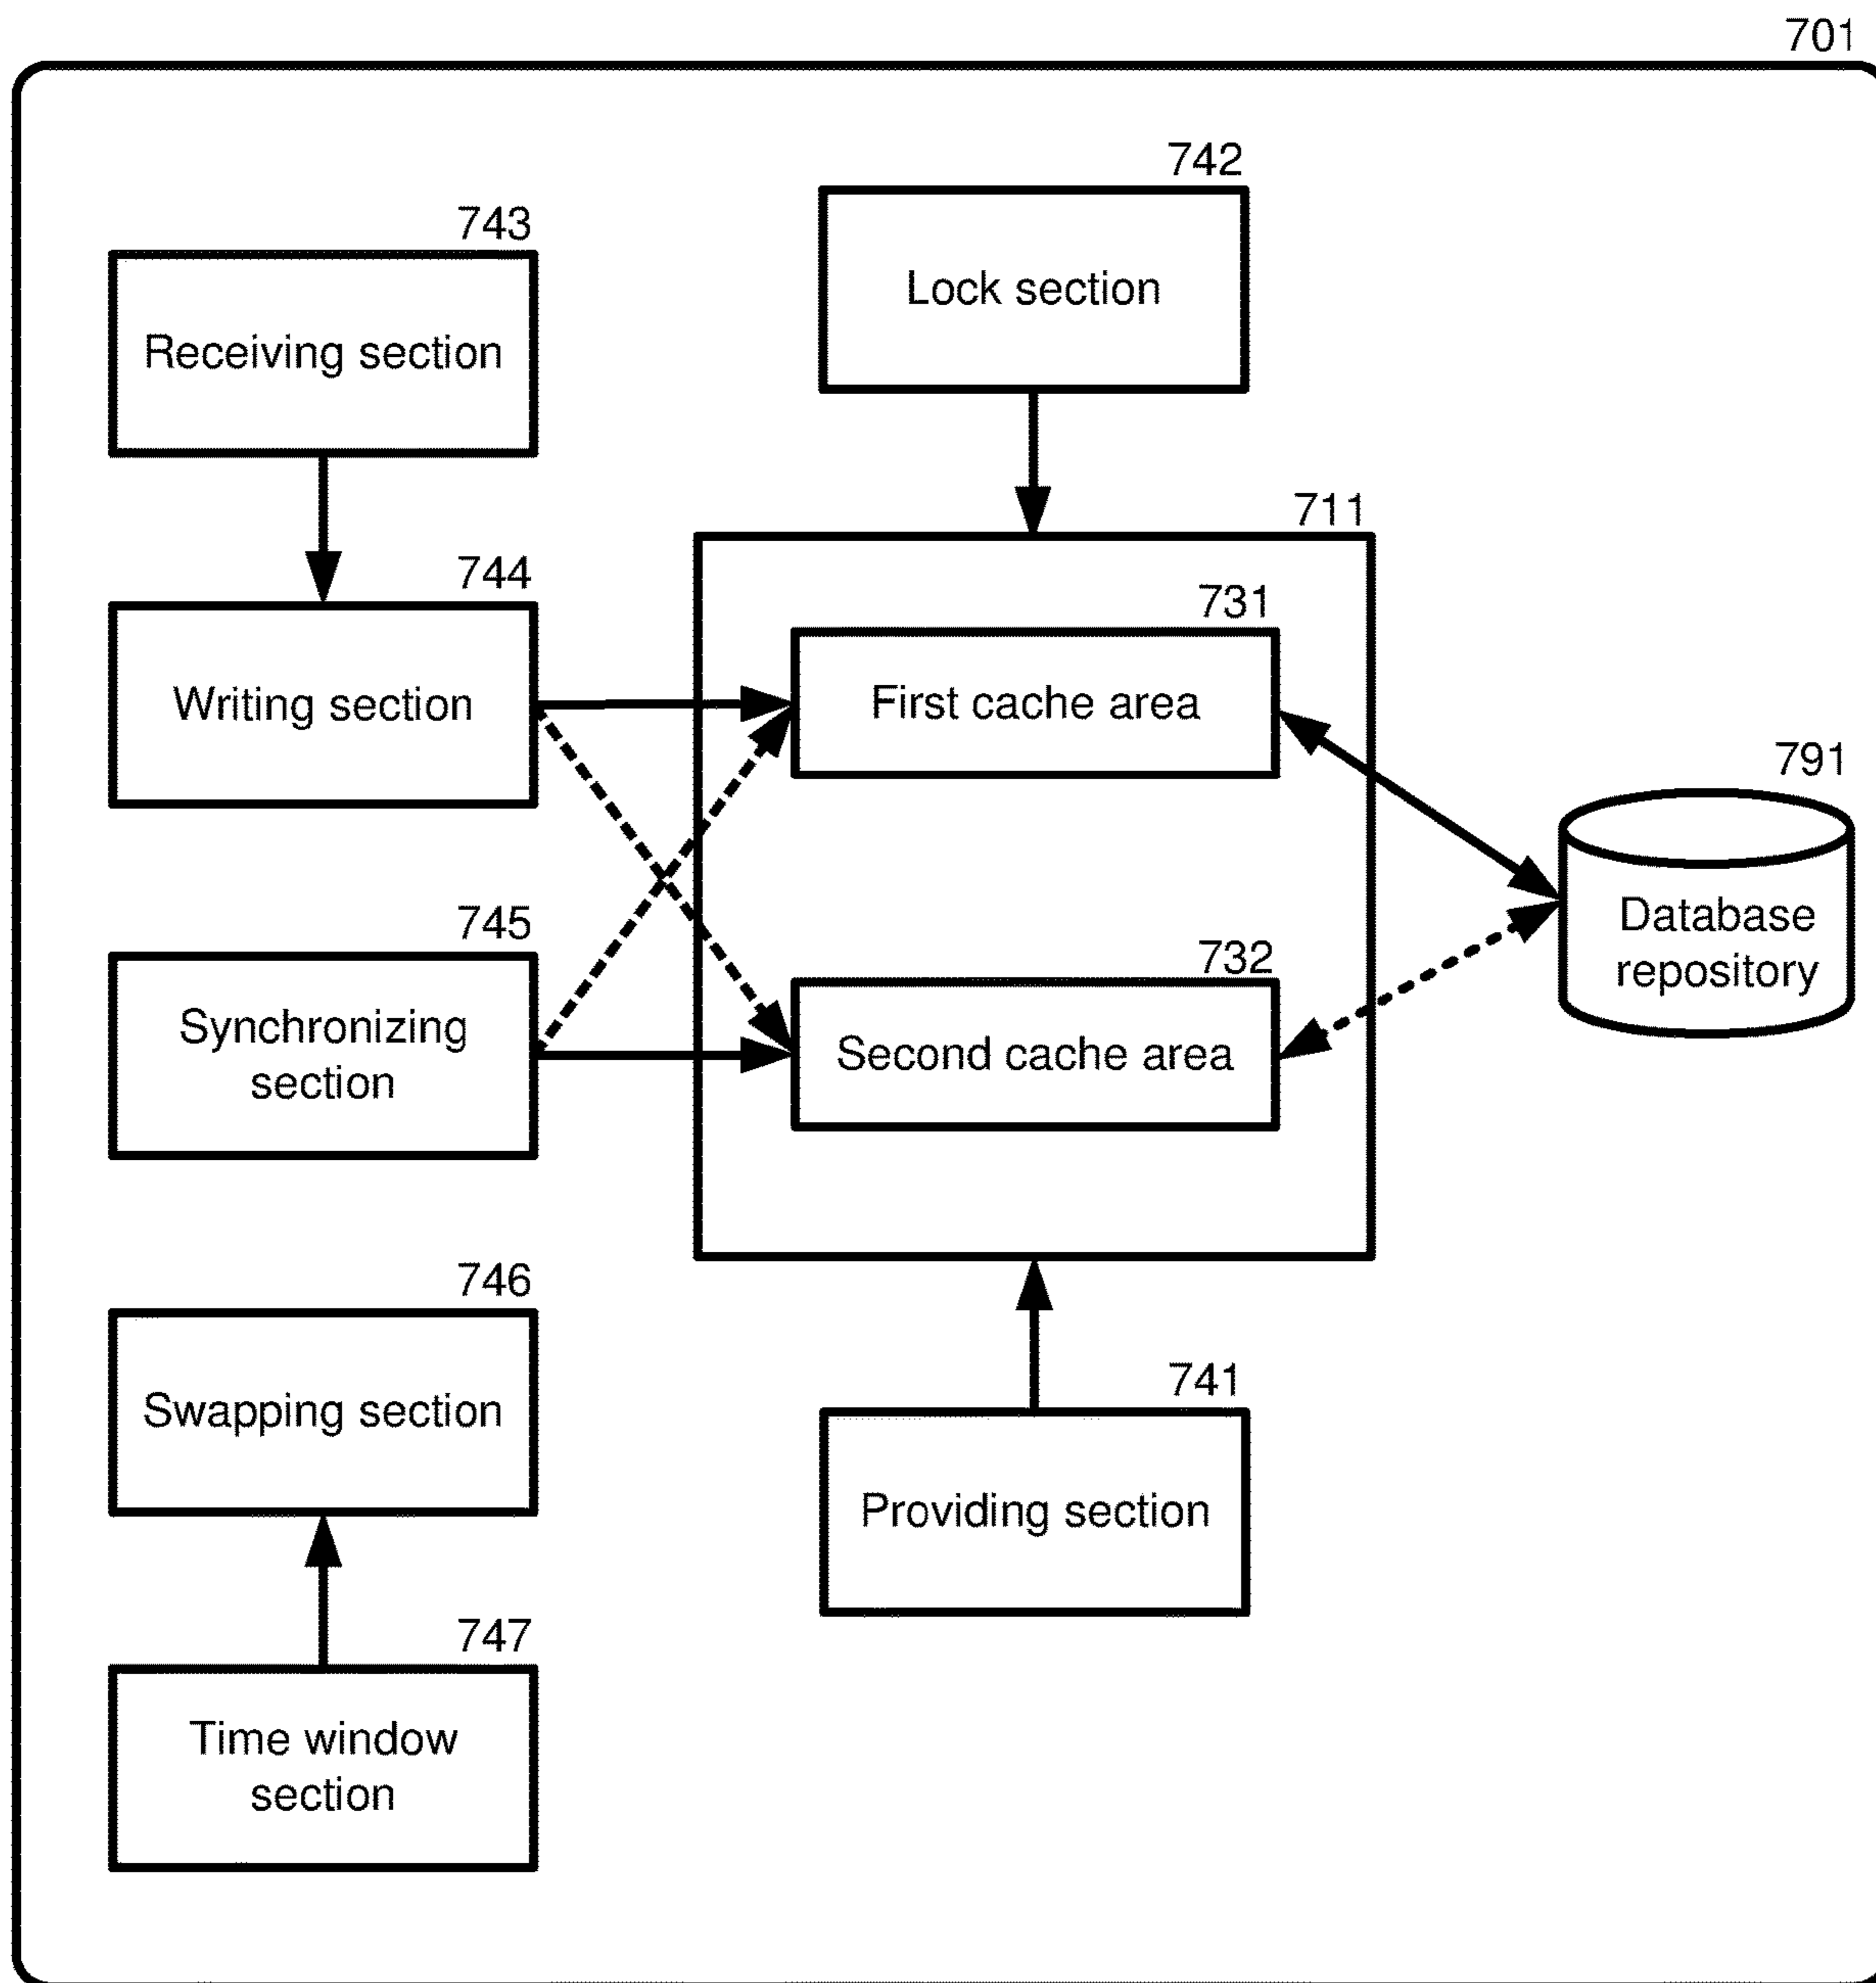 701
742
743
Lock section
Receiving section
711
744
731
Writing section
First cache area
791
Database
repository
745
732
Synchronizing
section
Second cache area
746
741
Swapping section
Providing section
747
Time window
section